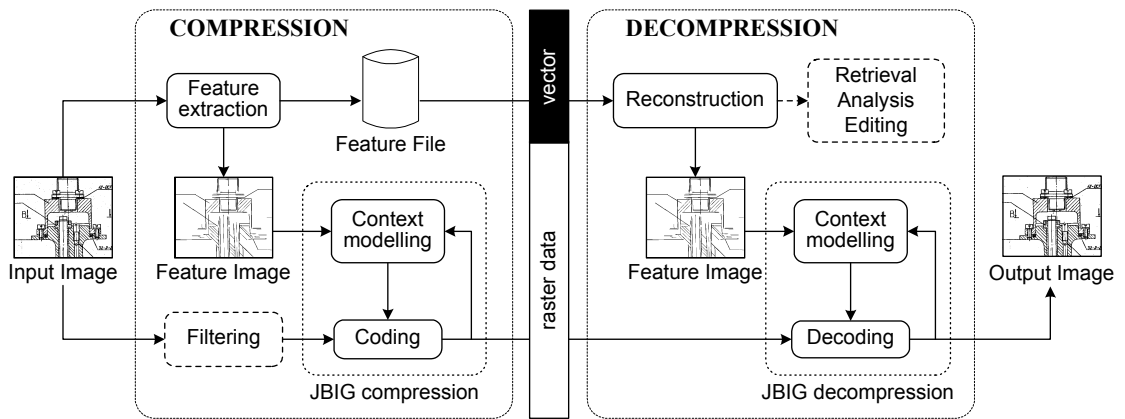 COMPRESSION
DECOMPRESSION
Feature
extraction
Feature File
vector
Reconstruction
Retrieval
Analysis
Editing
Input Image
Feature Image
Context
modelling
raster data
Feature Image
Context
modelling
Output Image
Filtering
Coding
JBIG compression
Decoding
JBIG decompression